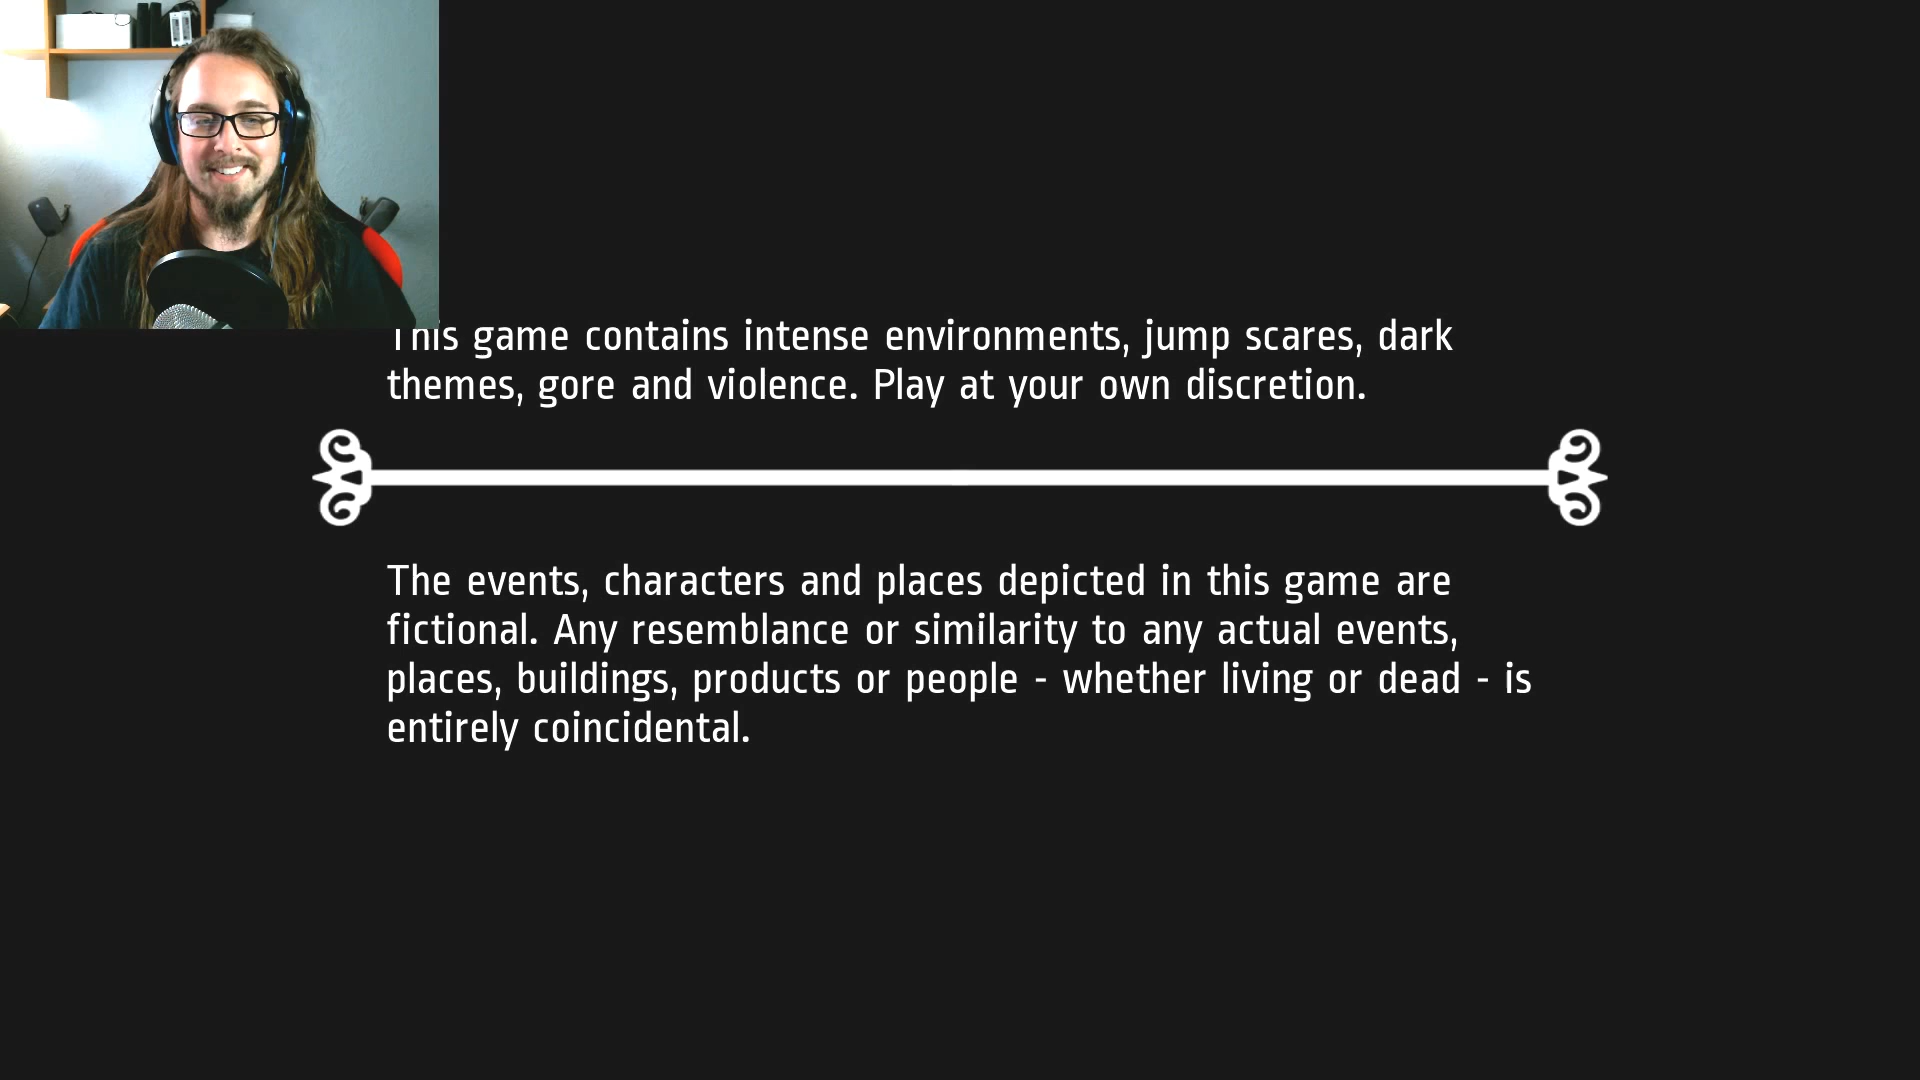 This game contains intense environments, jump scares, dark
themes, gore and violence. Play at your own discretion.
The events, characters and places depicted in this game are
fictional. Any resemblance or similarity to any actual events,
places, buildings, products or people - whether living or dead - is
entirely coincidental.